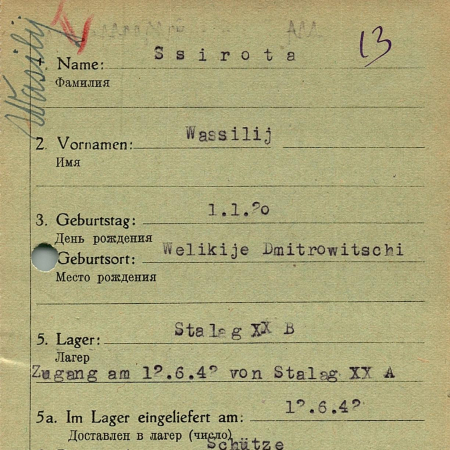 Wassilij
13
1. Name: Ssirota
Фамилия
2. Vornamen: Wassilij
Имя
3. Geburtstag: 1.1.20
День рождения
Geburtsort: Welikije Dmitrowitschi
Место рождения
5. Lager: Stalag XX B
Лагер
Zugang am 12.6.42 von Stalag XX A
5a. Im Lager eingeliefert am: 12.6.42
Доставлен в лагер (число)
Schütze